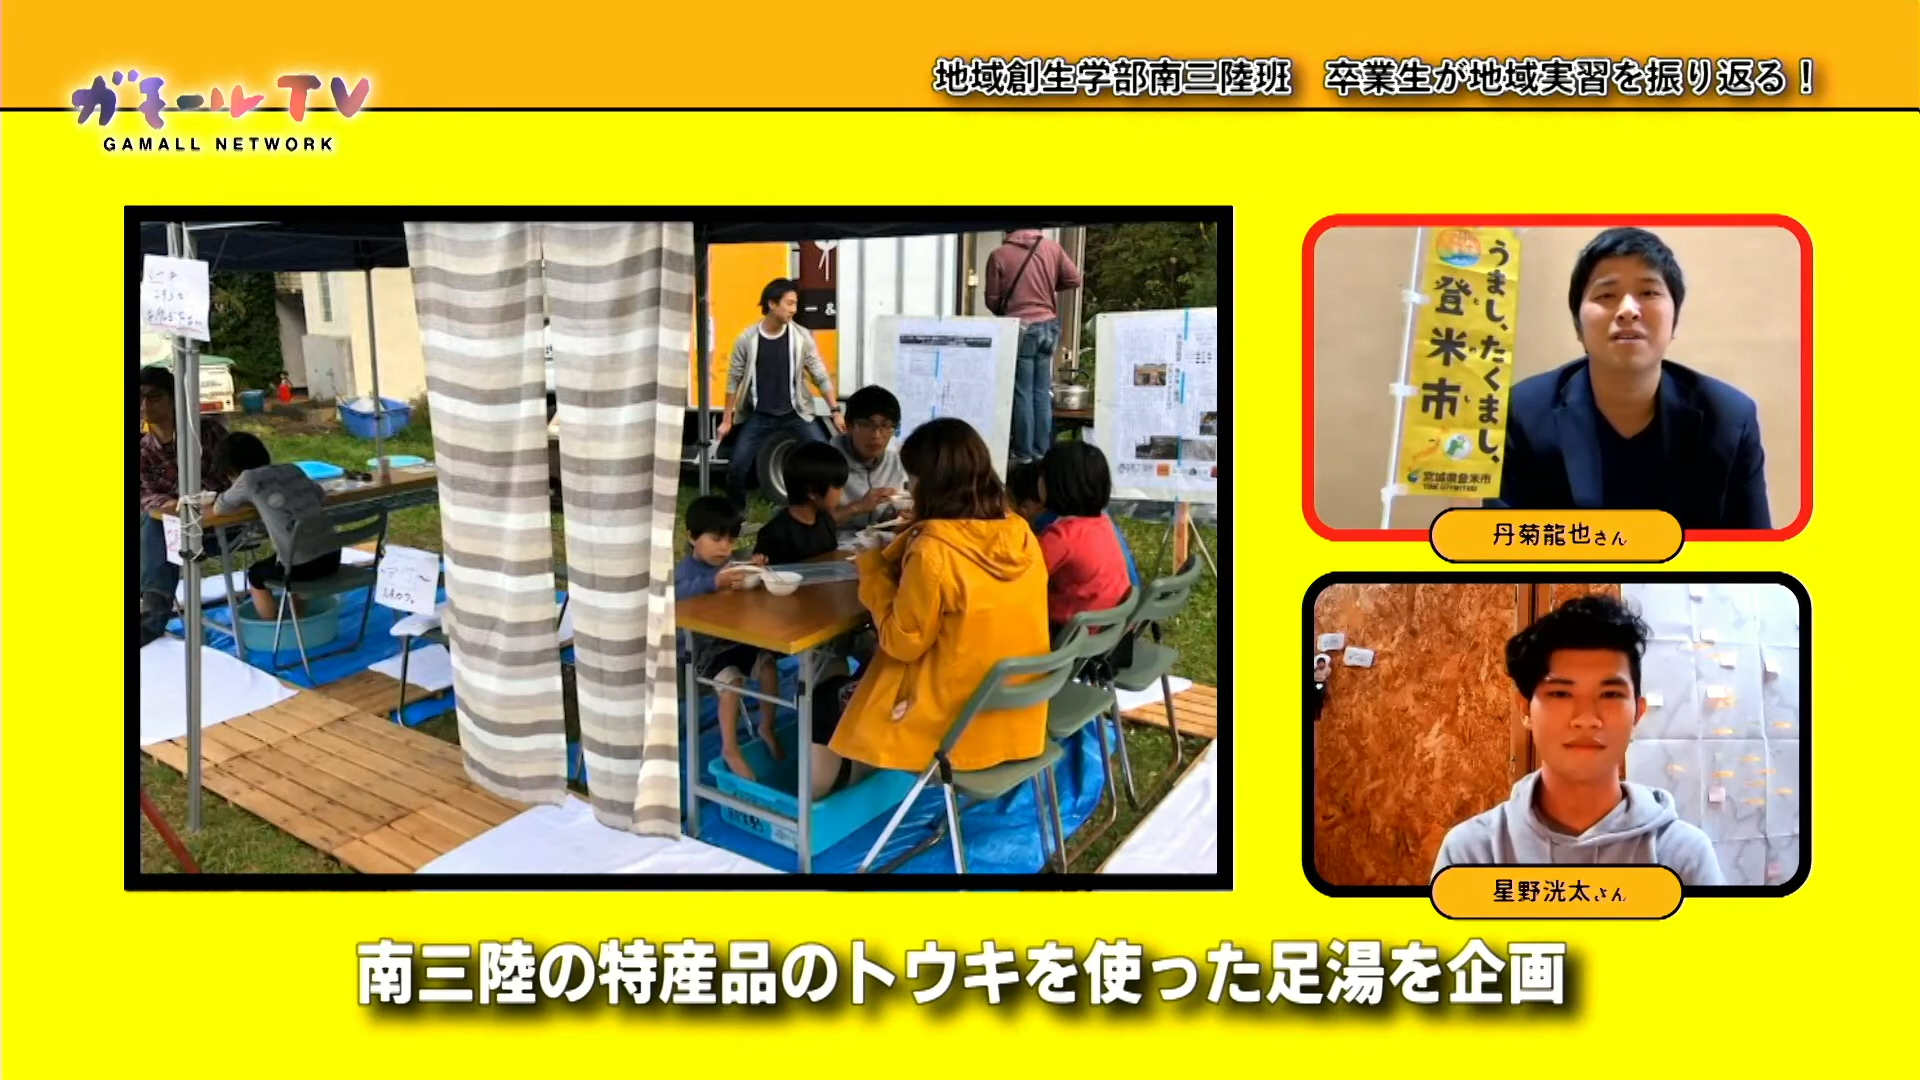 ガモールTV
GAMALL NETWORK
地域創生学部南三陸班 卒業生が地域実習を振り返る!
うまし、たくまし、
登米市
とめし
宮城県登米市
丹菊龍也さん
星野洸太さん
南三陸の特産品のトウキを使った足湯を企画